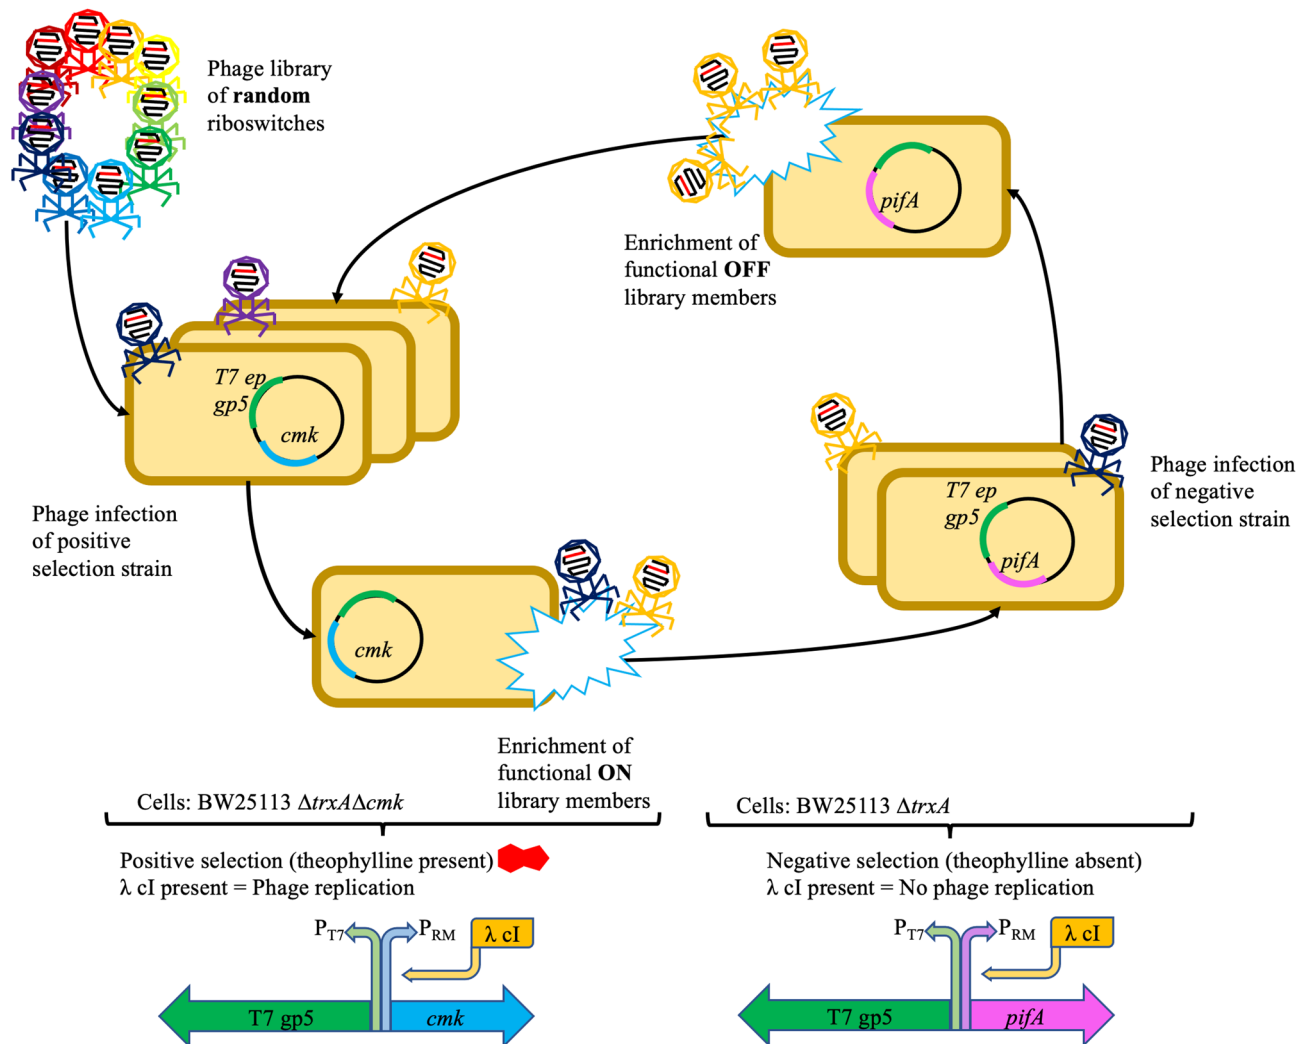 Phage library
of random
riboswitches
pifA
Enrichment of
functional OFF
library members
T7 ep
gp5
cmk
Phage infection
of positive
selection strain
T7 ep
gp5
pifA
Phage infection
of negative
selection strain
cmk
Enrichment of
functional ON
library members
Cells: BW25113 ΔtrxAΔcmk
Positive selection (theophylline present)
λ cI present = Phage replication
PT7
PRM
λ cI
T7 gp5
cmk
Cells: BW25113 ΔtrxA
Negative selection (theophylline absent)
λ cI present = No phage replication
PT7
PRM
λ cI
T7 gp5
pifA